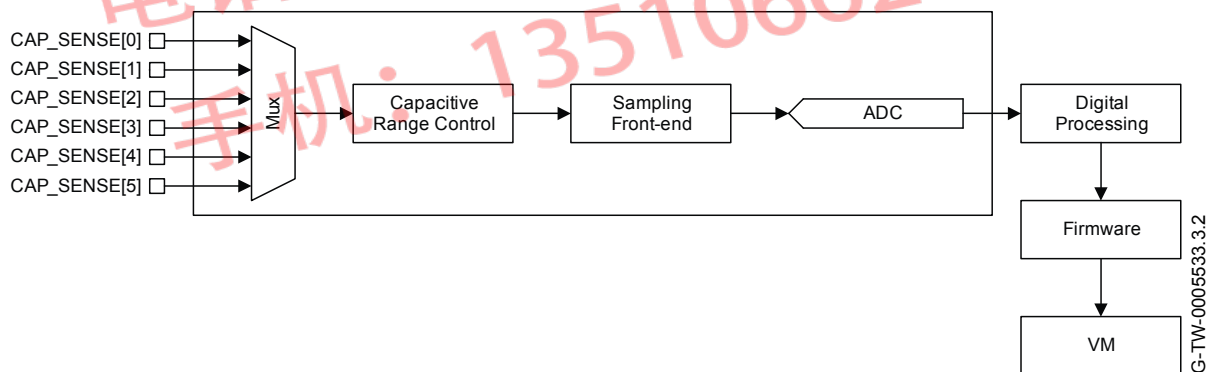 CAP_SENSE[0]
CAP_SENSE[1]
CAP_SENSE[2]
CAP_SENSE[3]
CAP_SENSE[4]
CAP_SENSE[5]
Mux
Capacitive
Range Control
Sampling
Front-end
ADC
Digital
Processing
Firmware
VM
G-TW-0005533.3.2
手机：